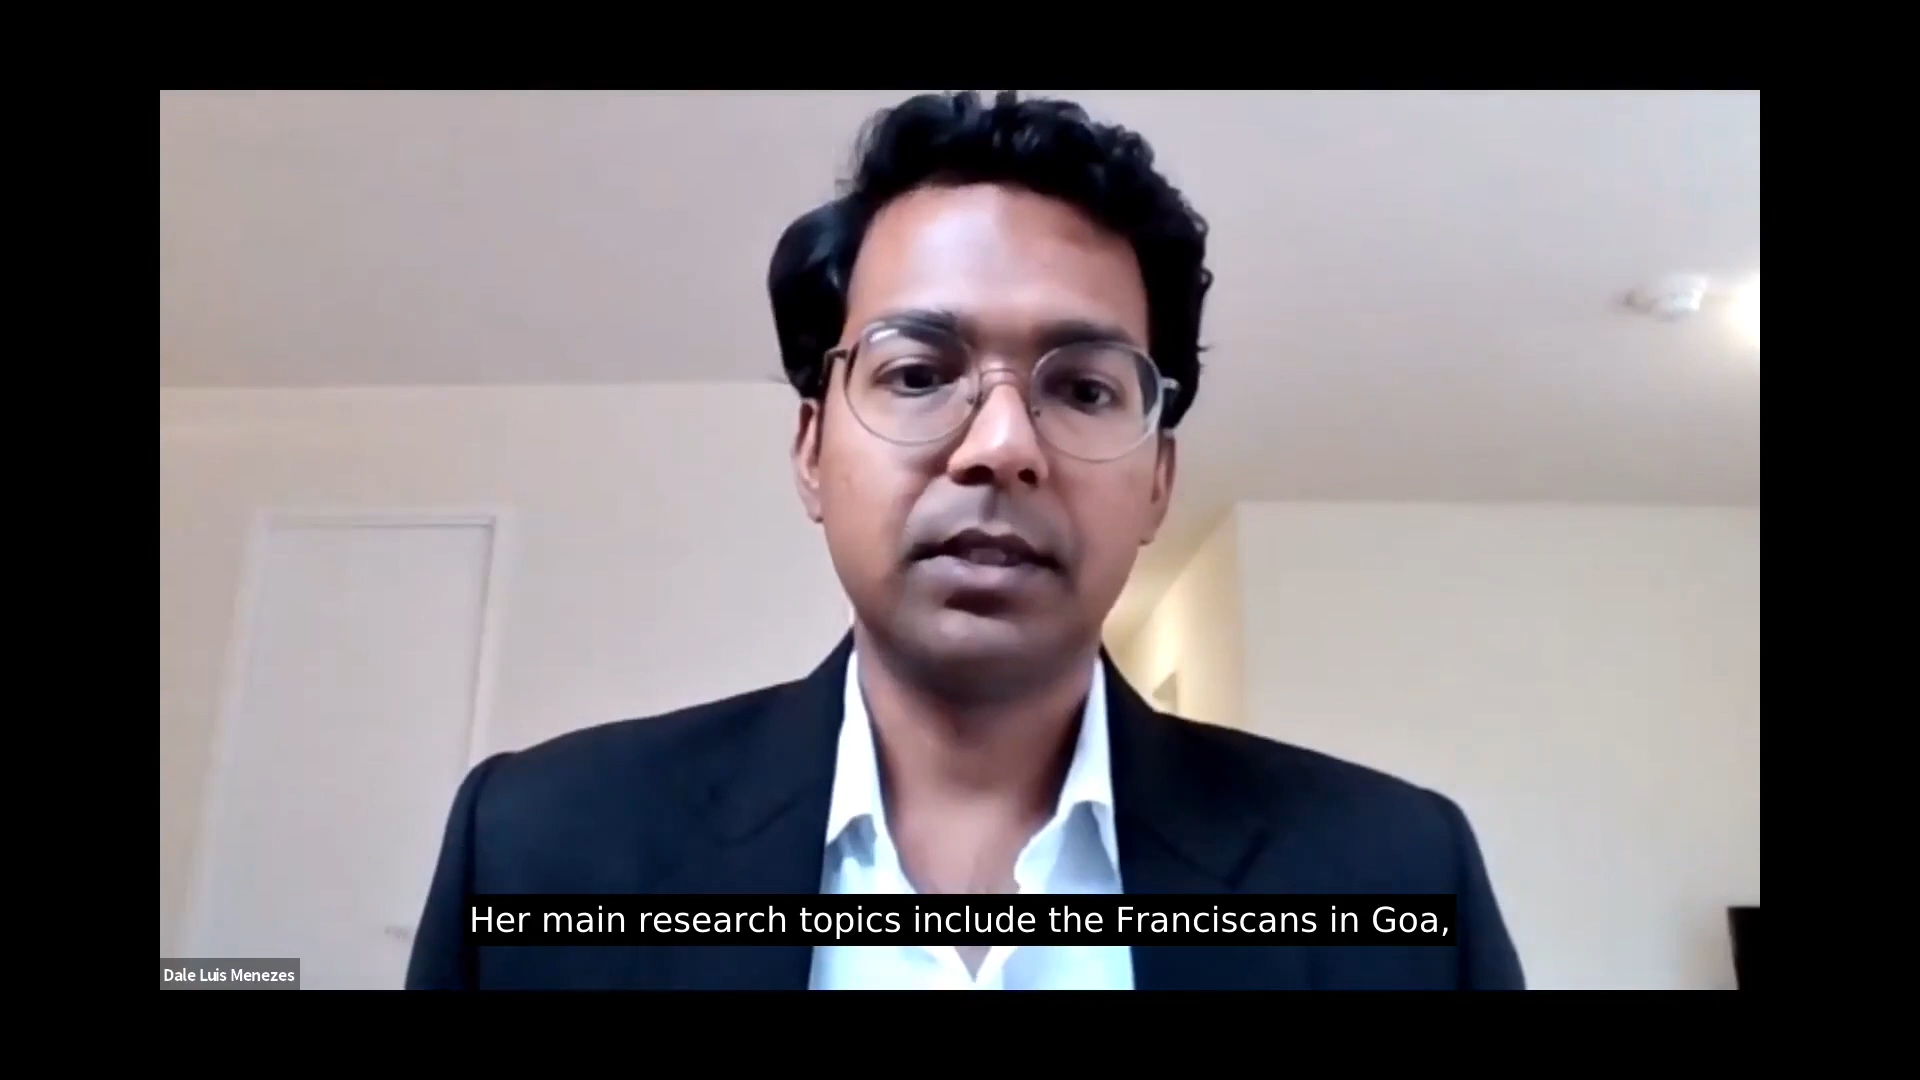 Her main research topics include the Franciscans in Goa,
Dale Luis Menezes